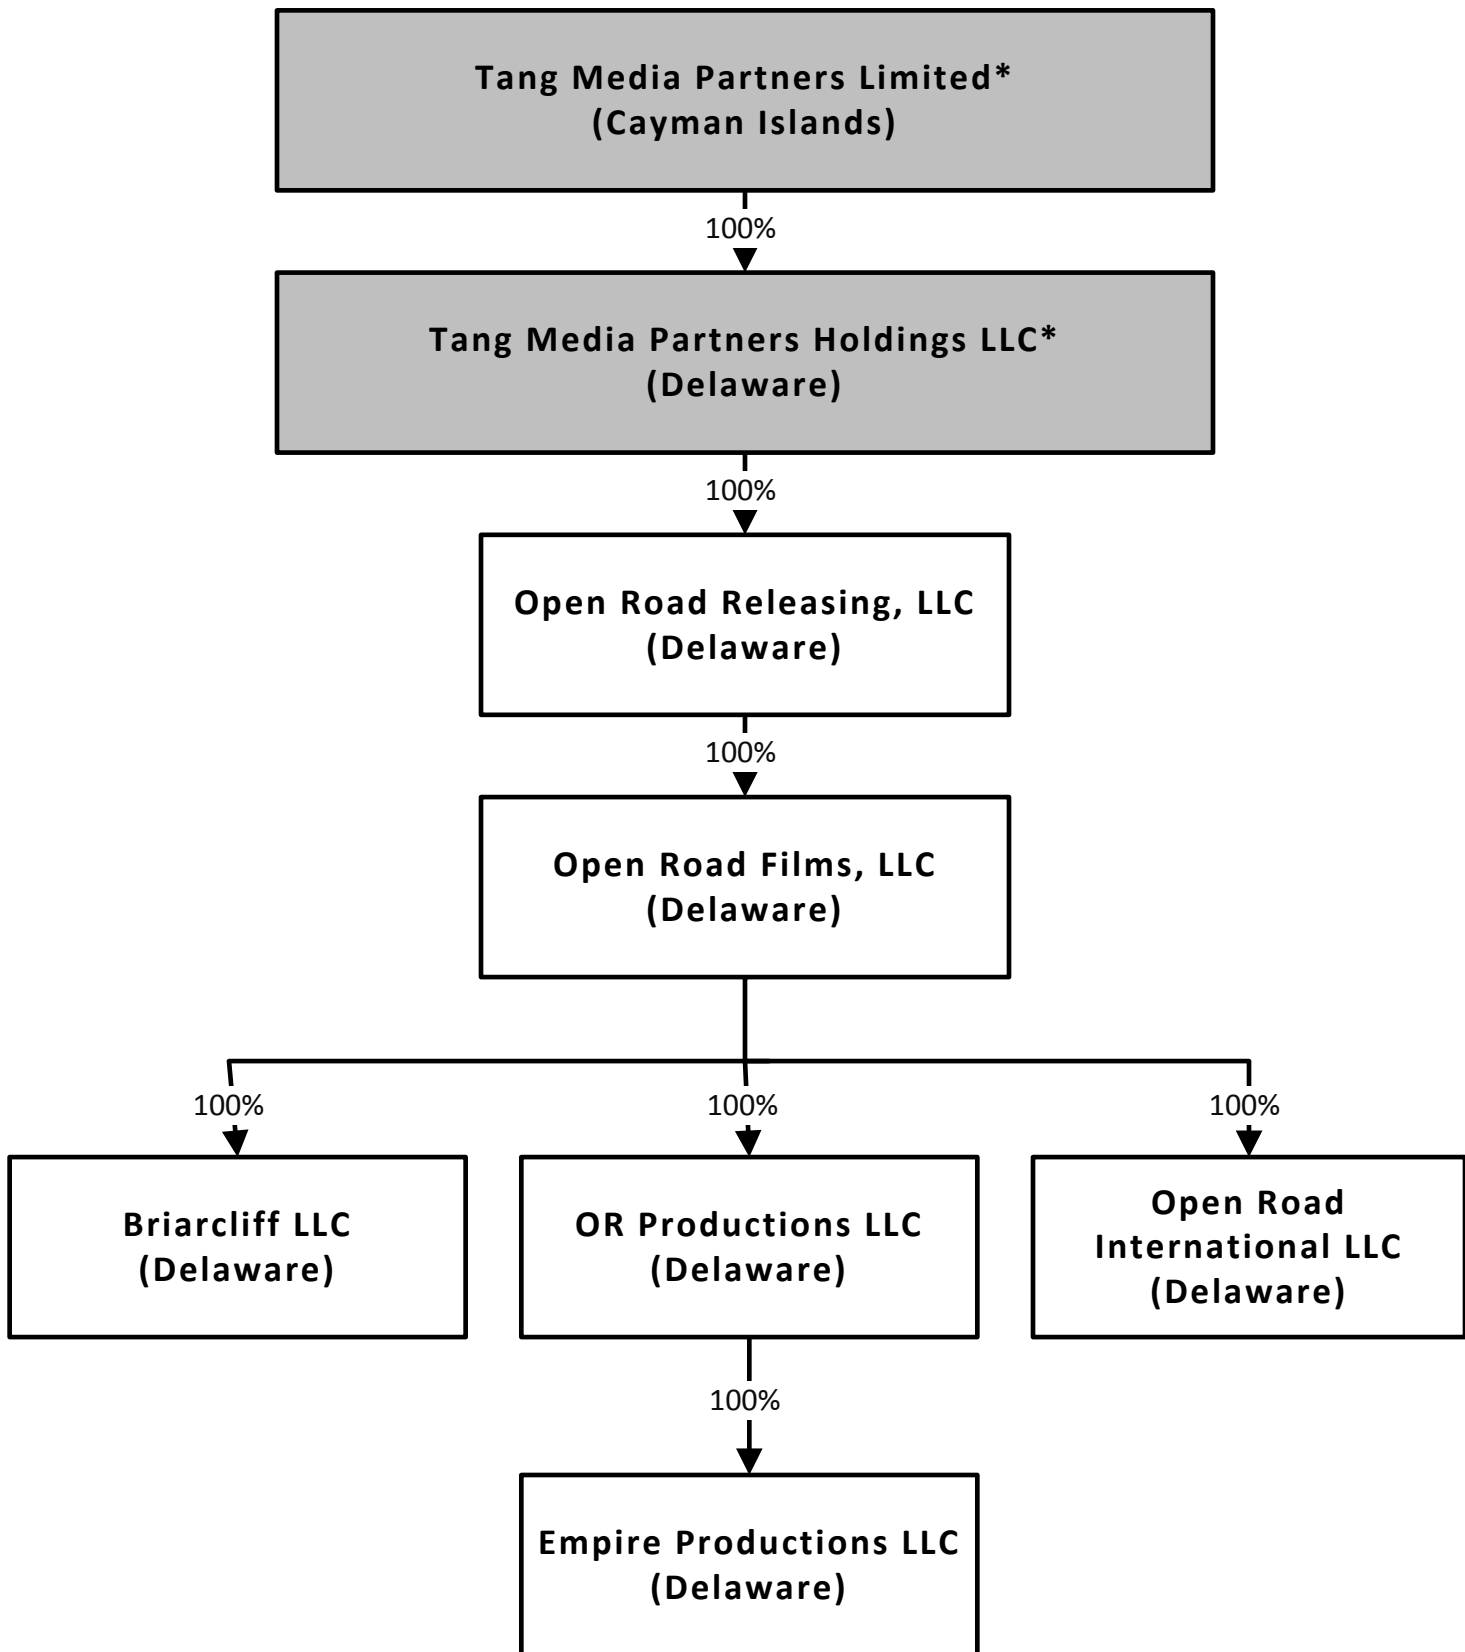 Tang Media Partners Limited*
(Cayman Islands)
100%
Tang Media Partners Holdings LLC*
(Delaware)
100%
Open Road Releasing, LLC
(Delaware)
100%
Open Road Films, LLC
(Delaware)
100%
100%
100%
Briarcliff LLC
(Delaware)
OR Productions LLC
(Delaware)
Open Road
International LLC
(Delaware)
100%
Empire Productions LLC
(Delaware)